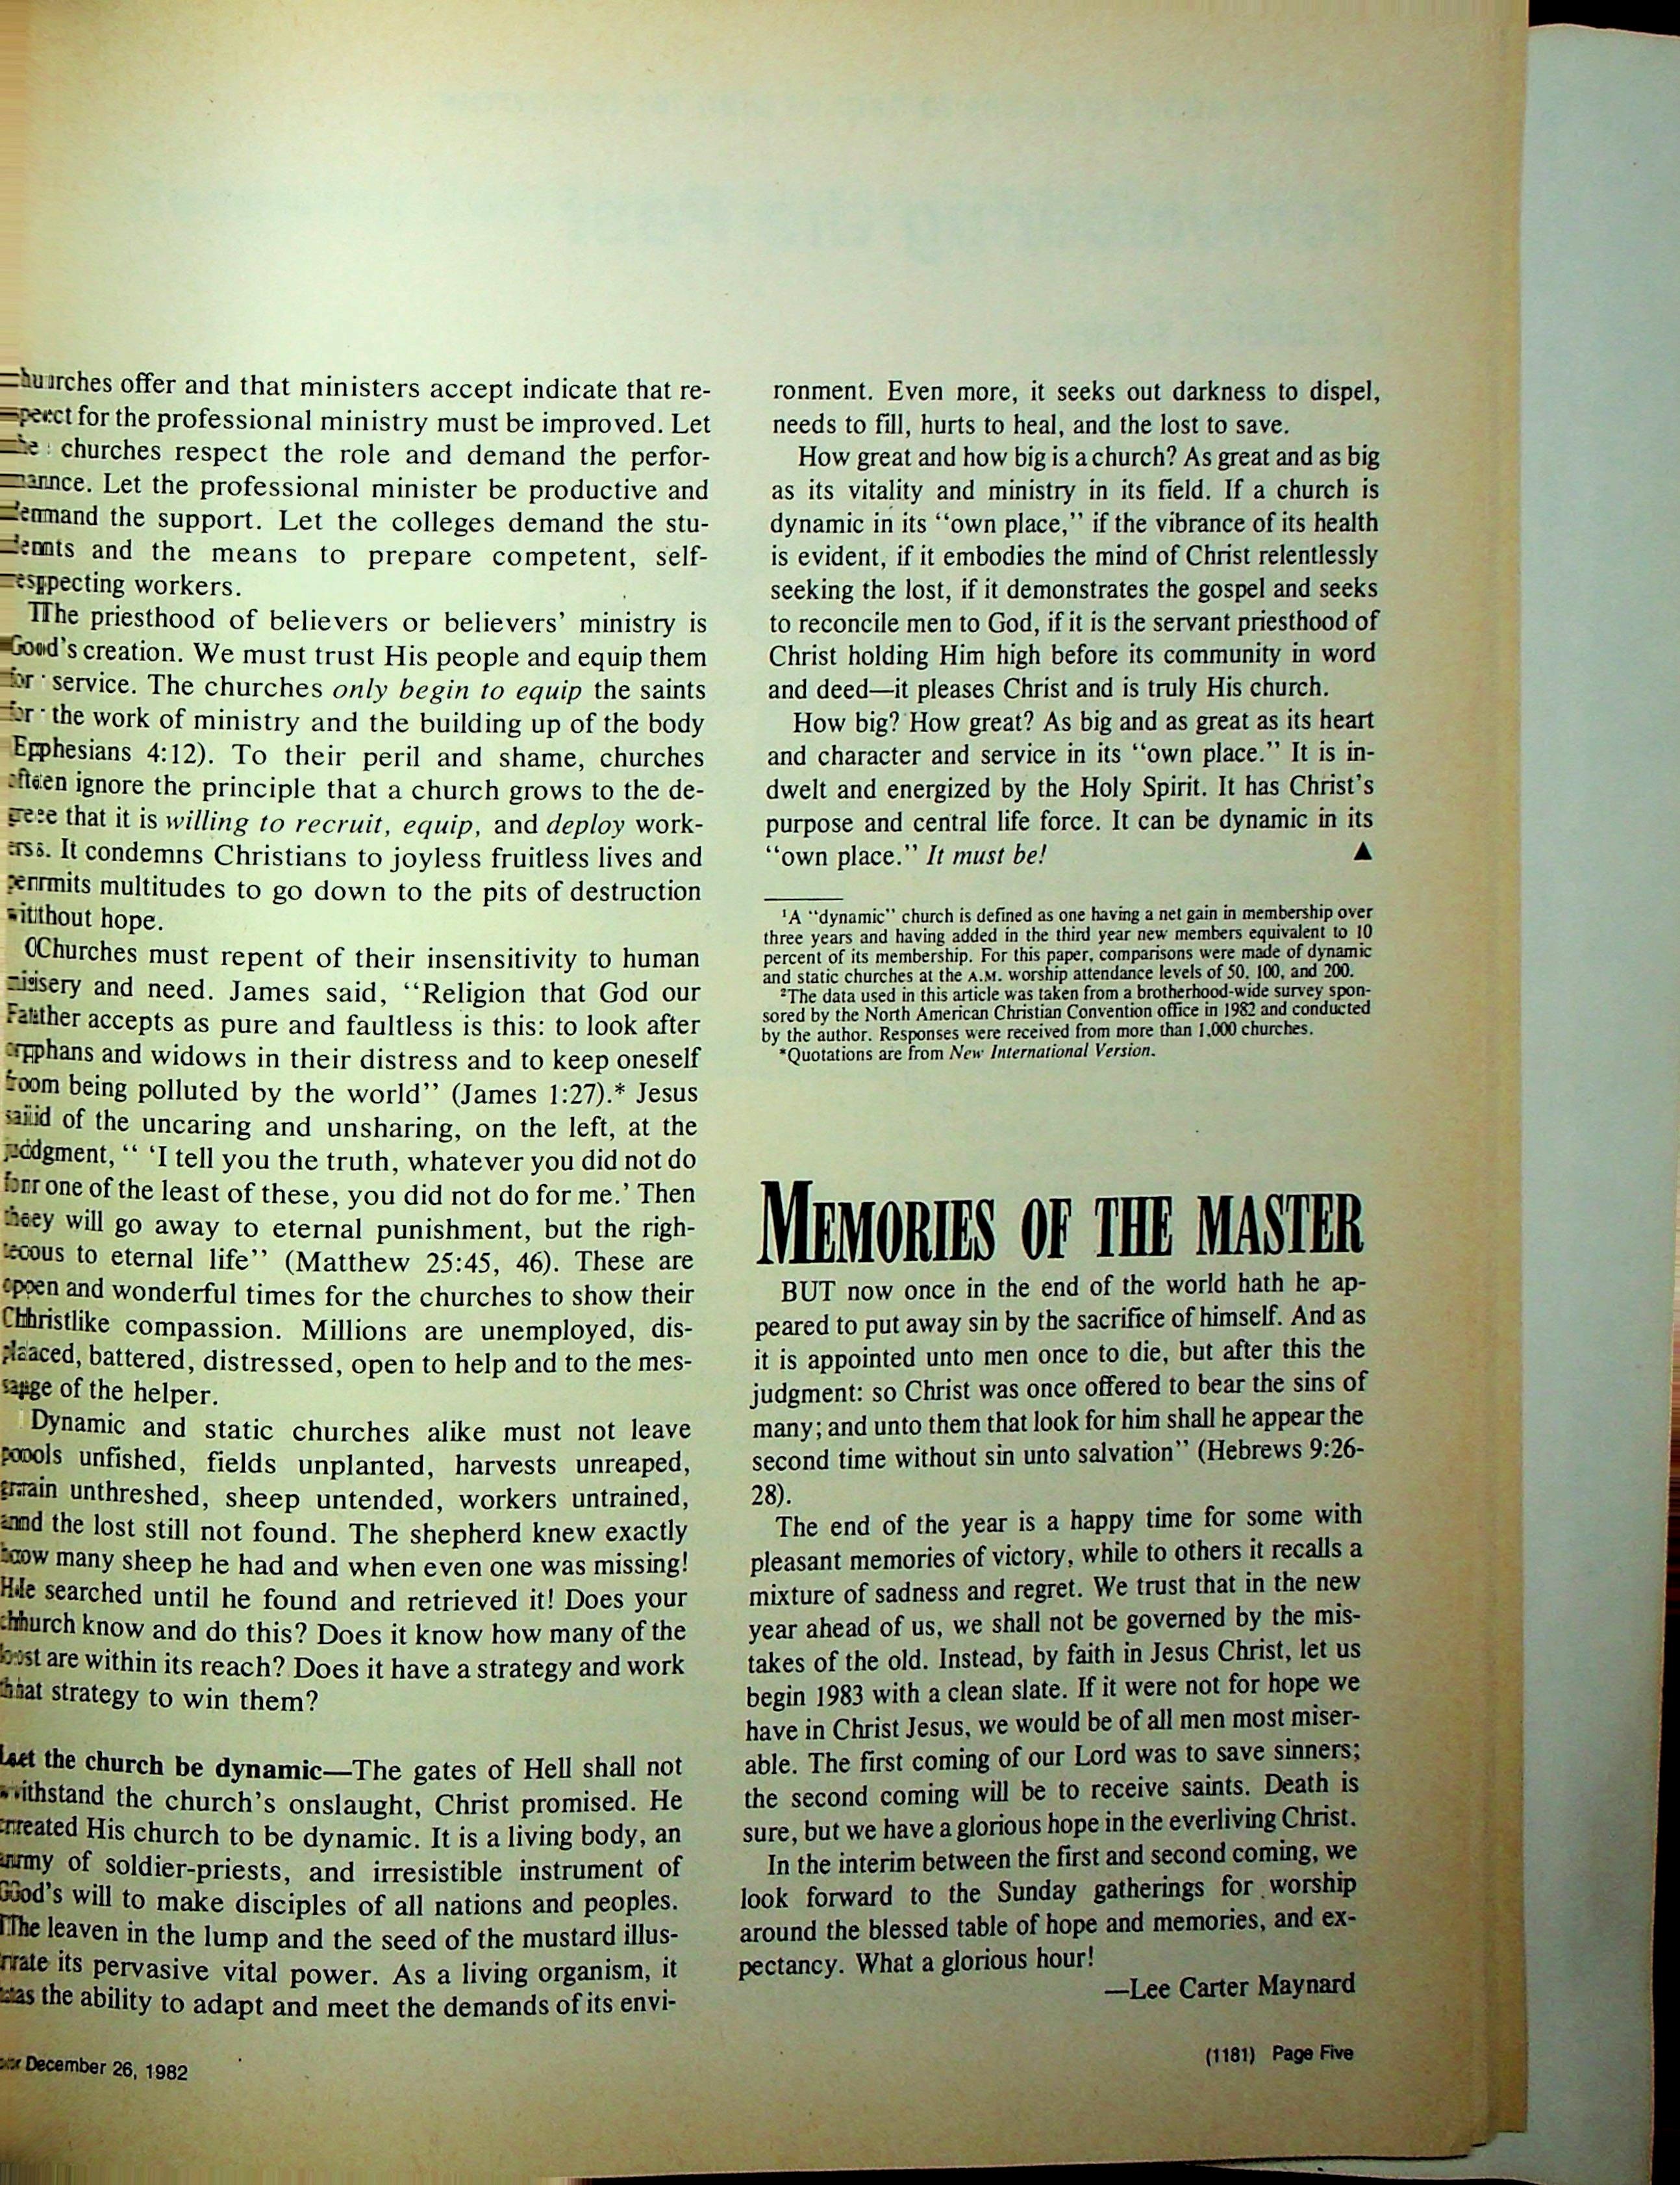 churches offer and that ministers accept indicate that re-
spect for the professional ministry must be improved. Let
the churches respect the role and demand the perfor-
mance. Let the professional minister be productive and
demand the support. Let the colleges demand the stu-
dents and the means to prepare competent, self-
respecting workers.
The priesthood of believers or believers' ministry is
God's creation. We must trust His people and equip them
for service. The churches only begin to equip the saints
for the work of ministry and the building up of the body
Ephesians 4:12). To their peril and shame, churches
often ignore the principle that a church grows to the de-
gree that it is willing to recruit, equip, and deploy work-
ers. It condemns Christians to joyless fruitless lives and
permits multitudes to go down to the pits of destruction
without hope.
Churches must repent of their insensitivity to human
misery and need. James said, "Religion that God our
Father accepts as pure and faultless is this: to look after
orphans and widows in their distress and to keep oneself
from being polluted by the world" (James 1:27).* Jesus
said of the uncaring and unsharing, on the left, at the
judgment, " 'I tell you the truth, whatever you did not do
for one of the least of these, you did not do for me.' Then
they will go away to eternal punishment, but the righ-
teous to eternal life" (Matthew 25:45, 46). These are
open and wonderful times for the churches to show their
Christlike compassion. Millions are unemployed, dis-
placed, battered, distressed, open to help and to the mes-
sage of the helper.
Dynamic and static churches alike must not leave
pools unfished, fields unplanted, harvests unreaped,
grain unthreshed, sheep untended, workers untrained,
and the lost still not found. The shepherd knew exactly
how many sheep he had and when even one was missing!
He searched until he found and retrieved it! Does your
church know and do this? Does it know how many of the
lost are within its reach? Does it have a strategy and work
that strategy to win them?
Let the church be dynamic—The gates of Hell shall not
withstand the church's onslaught, Christ promised. He
created His church to be dynamic. It is a living body, an
army of soldier-priests, and irresistible instrument of
God's will to make disciples of all nations and peoples.
The leaven in the lump and the seed of the mustard illus-
trate its pervasive vital power. As a living organism, it
has the ability to adapt and meet the demands of its envi-
ronment. Even more, it seeks out darkness to dispel,
needs to fill, hurts to heal, and the lost to save.
How great and how big is a church? As great and as big
as its vitality and ministry in its field. If a church is
dynamic in its "own place," if the vibrance of its health
is evident, if it embodies the mind of Christ relentlessly
seeking the lost, if it demonstrates the gospel and seeks
to reconcile men to God, if it is the servant priesthood of
Christ holding Him high before its community in word
and deed—it pleases Christ and is truly His church.
How big? How great? As big and as great as its heart
and character and service in its "own place." It is in-
dwelt and energized by the Holy Spirit. It has Christ's
purpose and central life force. It can be dynamic in its
"own place." It must be! ▲
¹A "dynamic" church is defined as one having a net gain in membership over
three years and having added in the third year new members equivalent to 10
percent of its membership. For this paper, comparisons were made of dynamic
and static churches at the A.M. worship attendance levels of 50, 100, and 200.
²The data used in this article was taken from a brotherhood-wide survey spon-
sored by the North American Christian Convention office in 1982 and conducted
by the author. Responses were received from more than 1,000 churches.
*Quotations are from New International Version.
MEMORIES OF THE MASTER
BUT now once in the end of the world hath he ap-
peared to put away sin by the sacrifice of himself. And as
it is appointed unto men once to die, but after this the
judgment: so Christ was once offered to bear the sins of
many; and unto them that look for him shall he appear the
second time without sin unto salvation" (Hebrews 9:26-
28).
The end of the year is a happy time for some with
pleasant memories of victory, while to others it recalls a
mixture of sadness and regret. We trust that in the new
year ahead of us, we shall not be governed by the mis-
takes of the old. Instead, by faith in Jesus Christ, let us
begin 1983 with a clean slate. If it were not for hope we
have in Christ Jesus, we would be of all men most miser-
able. The first coming of our Lord was to save sinners;
the second coming will be to receive saints. Death is
sure, but we have a glorious hope in the everliving Christ.
In the interim between the first and second coming, we
look forward to the Sunday gatherings for worship
around the blessed table of hope and memories, and ex-
pectancy. What a glorious hour!
—Lee Carter Maynard
December 26, 1982
(1181) Page Five